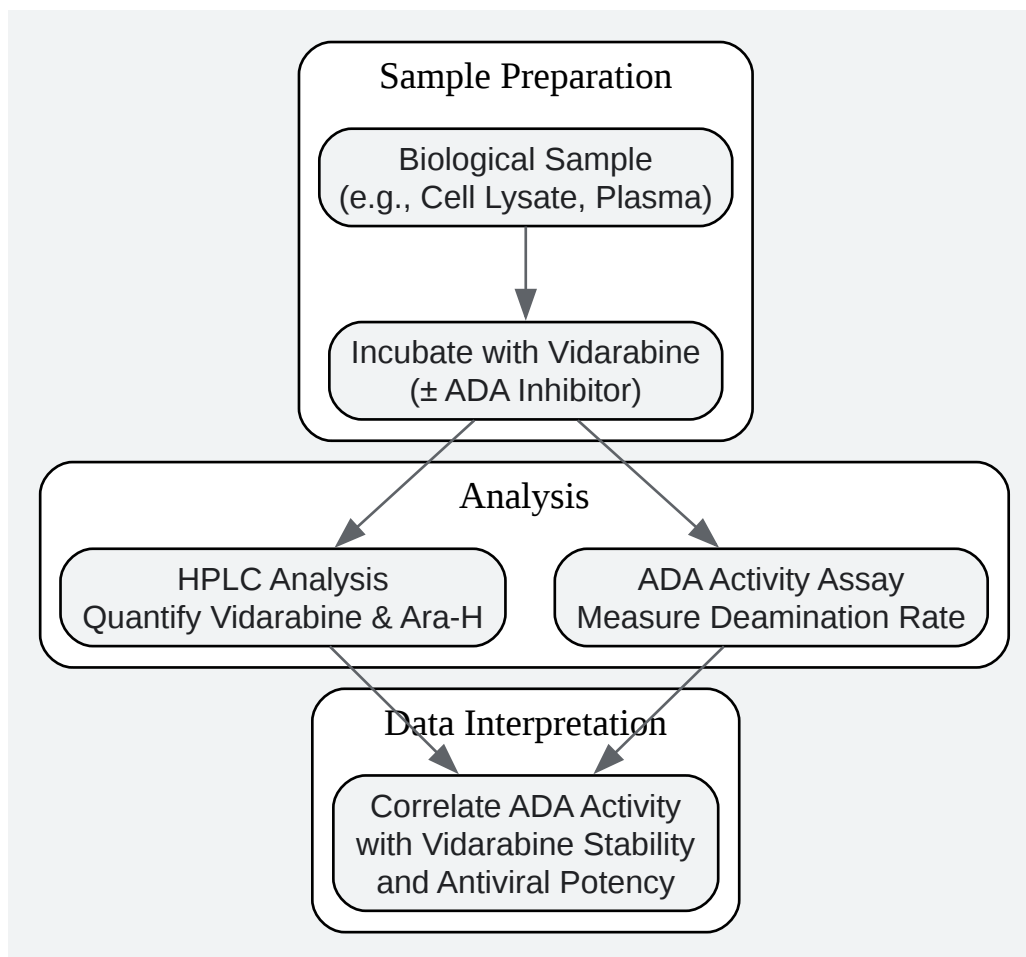 Sample Preparation
Biological Sample
(e.g., Cell Lysate, Plasma)
Incubate with Vidarabine
(± ADA Inhibitor)
Analysis
HPLC Analysis
Quantify Vidarabine & Ara-H
ADA Activity Assay
Measure Deamination Rate
Data Interpretation
Correlate ADA Activity
with Vidarabine Stability
and Antiviral Potency